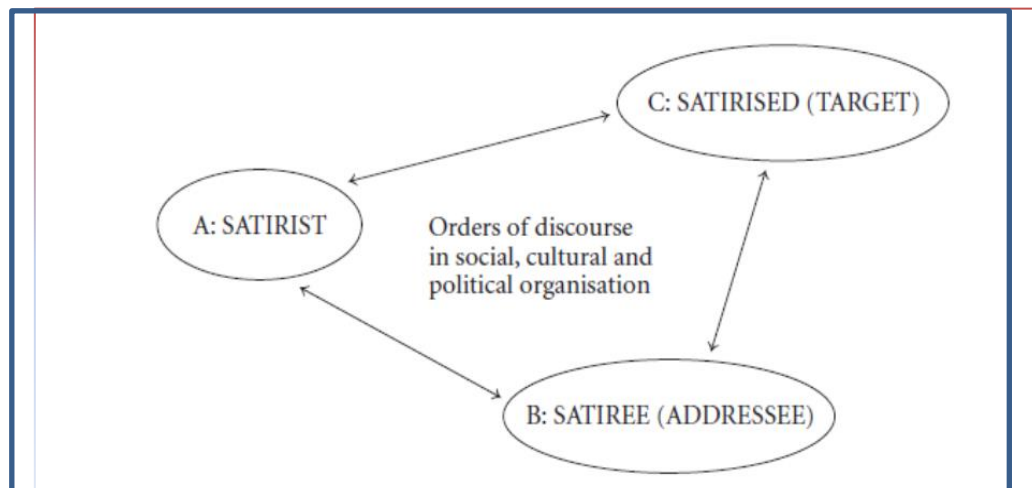 C: SATIRISED (TARGET)
A: SATIRIST
Orders of discourse
in social, cultural and
political organisation
B: SATIREE (ADDRESSEE)